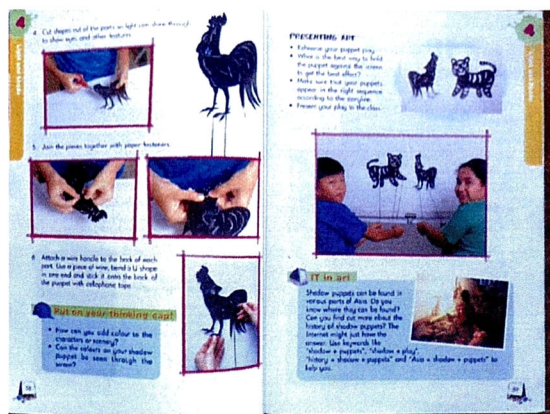 4
Light and Shade
4. Cut shapes out of the parts so light can shine through
to show eyes and other features.
5. Join the pieces together with paper fasteners.
6. Attach a wire handle to the back of each
part. Use a piece of wire, bend a U shape
in one end and stick it onto the back of
the puppet with cellophane tape.
Put on your thinking cap!
• How can you add colour to the
characters or scenery?
• Can the colours on your shadow
puppet be seen through the
screen?
4
Light and Shade
PRESENTING ART
• Rehearse your puppet play.
• What is the best way to hold
the puppet against the screen
to get the best effect?
• Make sure that your puppets
appear in the right sequence
according to the storyline.
• Present your play to the class.
IT in art
Shadow puppets can be found in
various parts of Asia. Do you
know where they can be found?
Can you find out more about the
history of shadow puppets? The
Internet might just have the
answer. Use keywords like
"shadow + puppets", "shadow + play",
"history + shadow + puppets" and "Asia + shadow + puppets" to
help you.